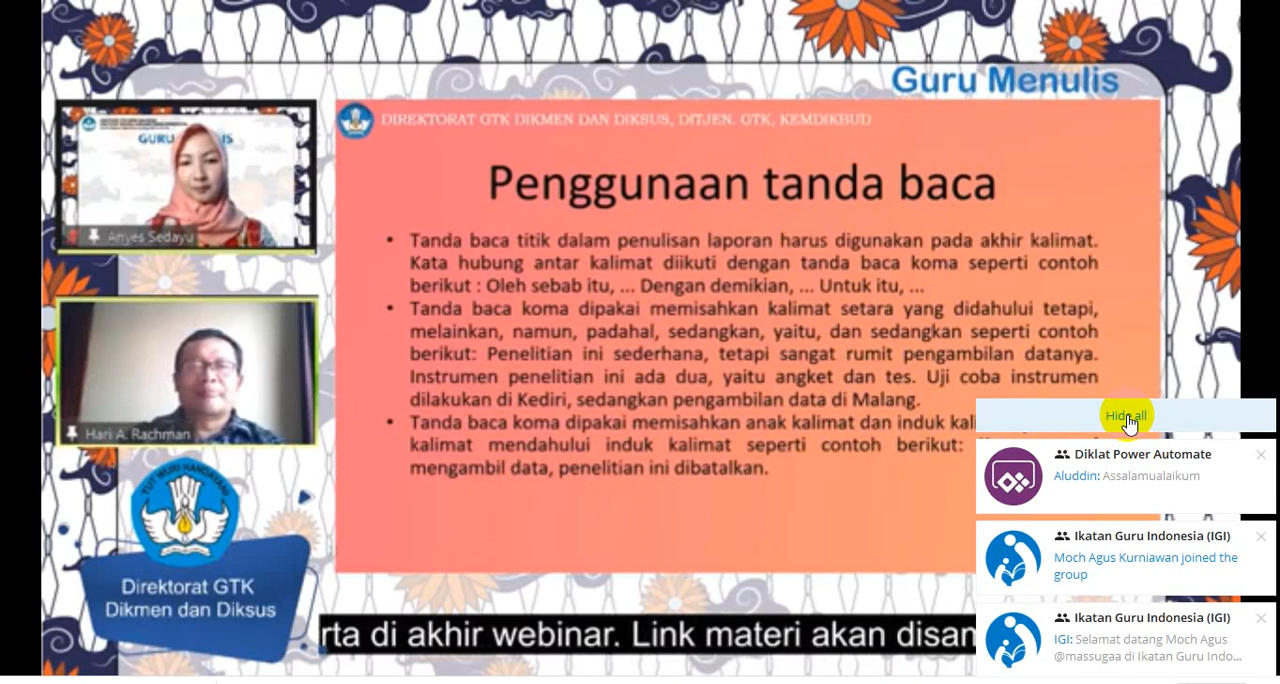 Guru Menulis
DIREKTORAT GTK DIKMEN DAN DIKSUS, DITJEN. GTK, KEMDIKBUD
Penggunaan tanda baca
• Tanda baca titik dalam penulisan laporan harus digunakan pada akhir kalimat.
Kata hubung antar kalimat diikuti dengan tanda baca koma seperti contoh
berikut : Oleh sebab itu, ... Dengan demikian, ... Untuk itu, ...
• Tanda baca koma dipakai memisahkan kalimat setara yang didahului tetapi,
melainkan, namun, padahal, sedangkan, yaitu, dan sedangkan seperti contoh
berikut: Penelitian ini sederhana, tetapi sangat rumit pengambilan datanya.
Instrumen penelitian ini ada dua, yaitu angket dan tes. Uji coba instrumen
dilakukan di Kediri, sedangkan pengambilan data di Malang.
• Tanda baca koma dipakai memisahkan anak kalimat dan induk kali
kalimat mendahului induk kalimat seperti contoh berikut:
mengambil data, penelitian ini dibatalkan.
GURU
Anyes Sedayu
Hari A. Rachman
TUT WURI HANDAYANI
Direktorat GTK
Dikmen dan Diksus
rta di akhir webinar. Link materi akan disam
Hide all
Diklat Power Automate
Aluddin: Assalamualaikum
Ikatan Guru Indonesia (IGI)
Moch Agus Kurniawan joined the
group
Ikatan Guru Indonesia (IGI)
IGI: Selamat datang Moch Agus
@massugaa di Ikatan Guru Indo...